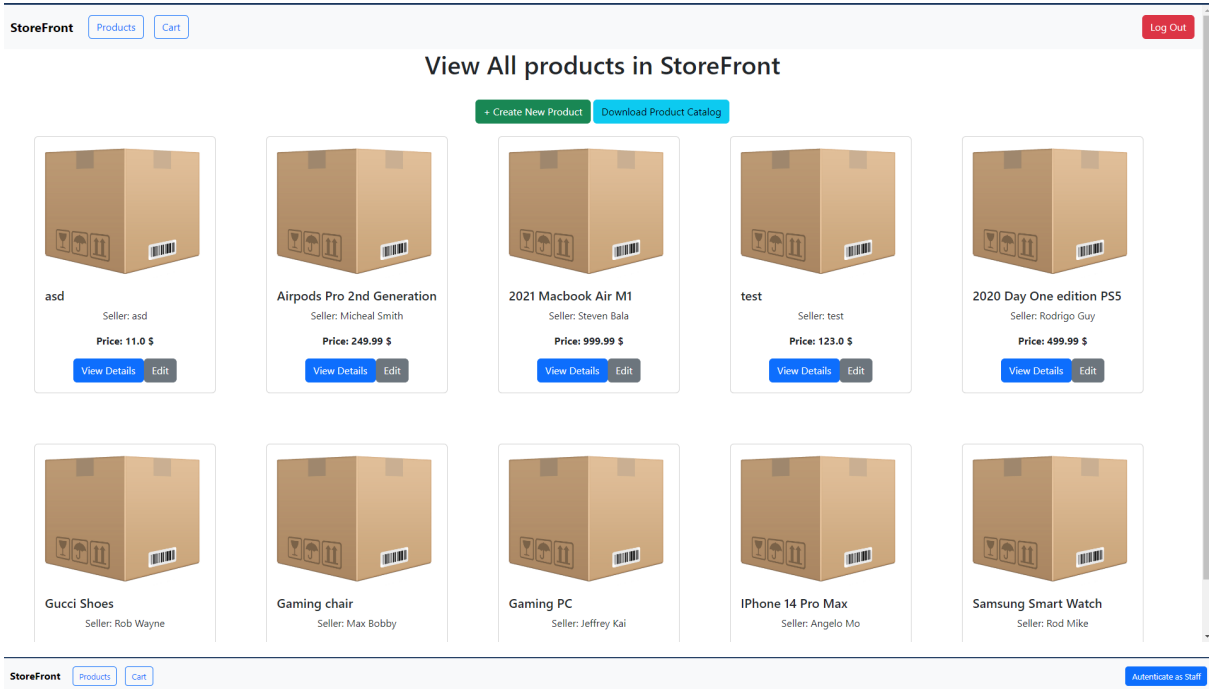 StoreFront Products Cart Log Out
View All products in StoreFront
+ Create New Product Download Product Catalog
asd Airpods Pro 2nd Generation 2021 Macbook Air M1 test 2020 Day One edition PS5
Seller: asd Seller: Micheal Smith Seller: Steven Bala Seller: test Seller: Rodrigo Guy
Price: 11.0 $ Price: 249.99 $ Price: 999.99 $ Price: 123.0 $ Price: 499.99 $
View Details Edit View Details Edit View Details Edit View Details Edit View Details Edit
Gucci Shoes Gaming chair Gaming PC IPhone 14 Pro Max Samsung Smart Watch
Seller: Rob Wayne Seller: Max Bobby Seller: Jeffrey Kai Seller: Angelo Mo Seller: Rod Mike
StoreFront Products Cart Autenticate as Staff